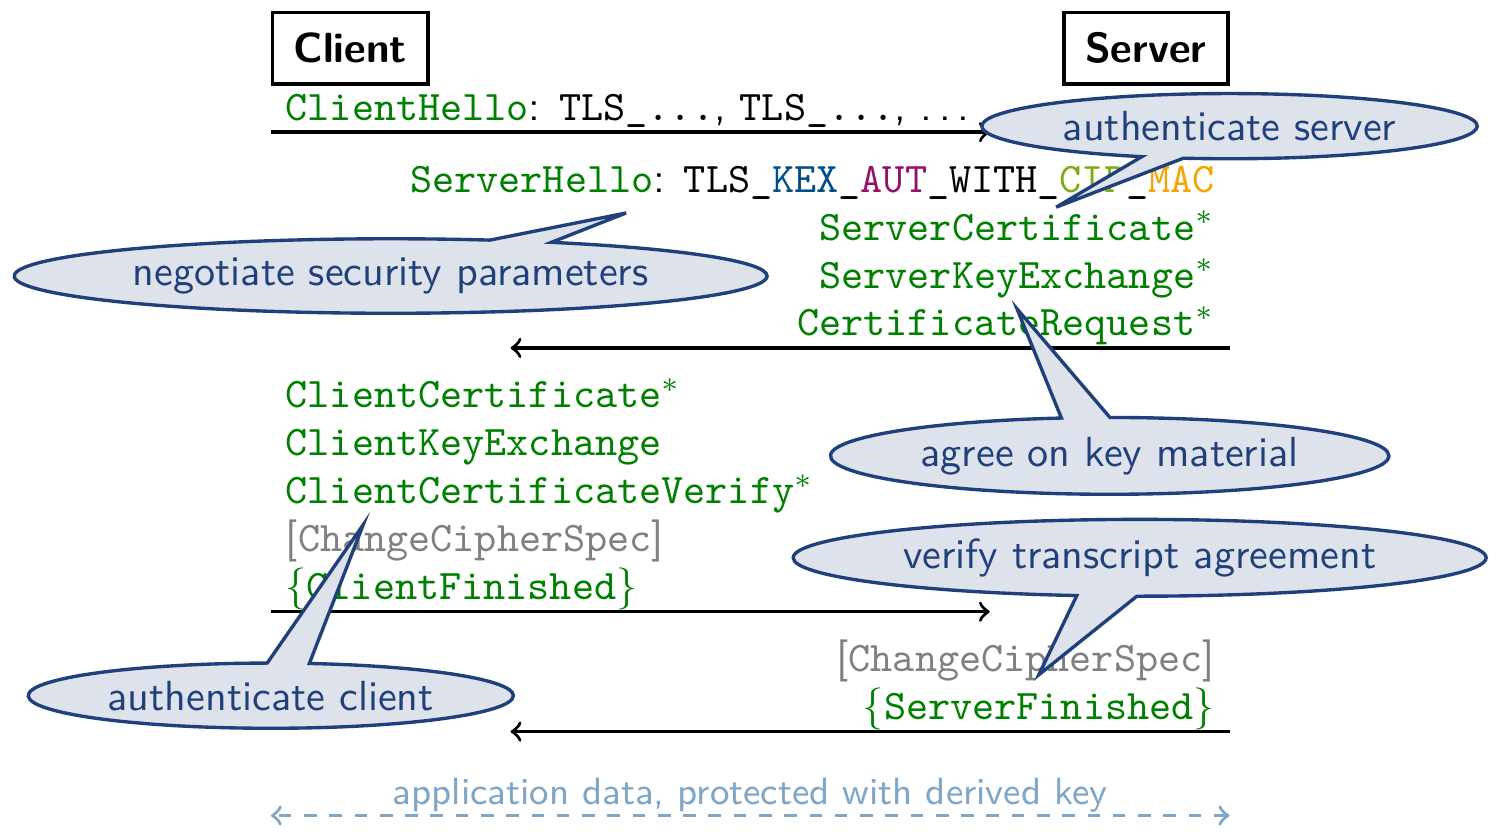 Client
Server
ClientHello: TLS_..., TLS_..., ...
authenticate server
ServerHello: TLS_KEX_AUT_WITH_CIP_MAC
ServerCertificate*
negotiate security parameters
ServerKeyExchange*
CertificateRequest*
ClientCertificate*
ClientKeyExchange
agree on key material
ClientCertificateVerify*
[ChangeCipherSpec]
verify transcript agreement
{ClientFinished}
[ChangeCipherSpec]
authenticate client
{ServerFinished}
application data, protected with derived key